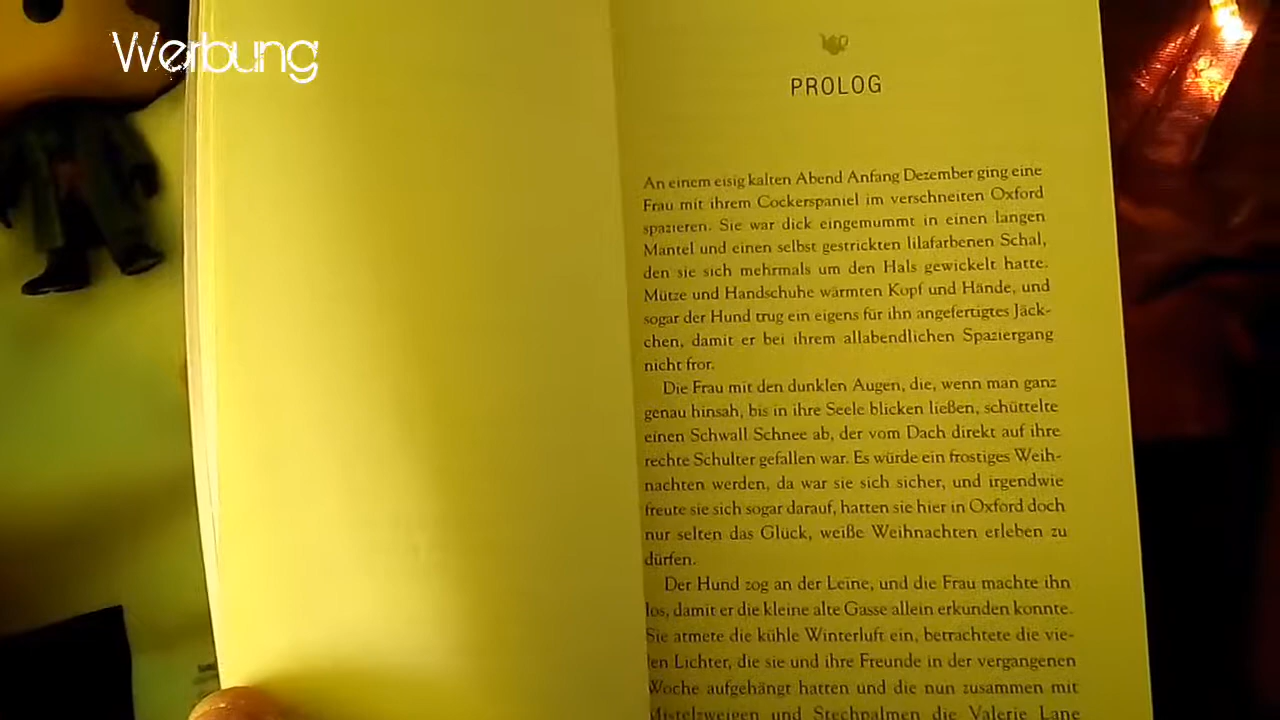 Werbung
PROLOG
An einem eisig kalten Abend Anfang Dezember ging eine
Frau mit ihrem Cockerspaniel im verschneiten Oxford
spazieren. Sie war dick eingemummt in einen langen
Mantel und einen selbst gestrickten lilafarbenen Schal,
den sie sich mehrmals um den Hals gewickelt hatte.
Mütze und Handschuhe wärmten Kopf und Hände, und
sogar der Hund trug ein eigens für ihn angefertigtes Jäck-
chen, damit er bei ihrem allabendlichen Spaziergang
nicht fror.
Die Frau mit den dunklen Augen, die, wenn man ganz
genau hinsah, bis in ihre Seele blicken ließen, schüttelte
einen Schwall Schnee ab, der vom Dach direkt auf ihre
rechte Schulter gefallen war. Es würde ein frostiges Weih-
nachten werden, da war sie sich sicher, und irgendwie
freute sie sich sogar darauf, hatten sie hier in Oxford doch
nur selten das Glück, weiße Weihnachten erleben zu
dürfen.
Der Hund zog an der Leine, und die Frau machte ihn
los, damit er die kleine alte Gasse allein erkunden konnte.
Sie atmete die kühle Winterluft ein, betrachtete die vie-
len Lichter, die sie und ihre Freunde in der vergangenen
Woche aufgehängt hatten und die nun zusammen mit
Mistelzweigen und Stechpalmen die Valerie Lane